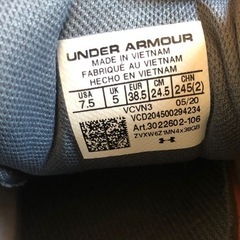 UNDER ARMOUR
MADE IN VIETNAM
FABRIQUÉ AU VIETNAM
HECHO EN VIETNAM
USA UK EUR CM CHN
7.5 5 38.5 24.5 245(2)
VCVN3 05/20
VCD204500294234
Art.3022602-106
ZVXW6Z1MN4x38GB